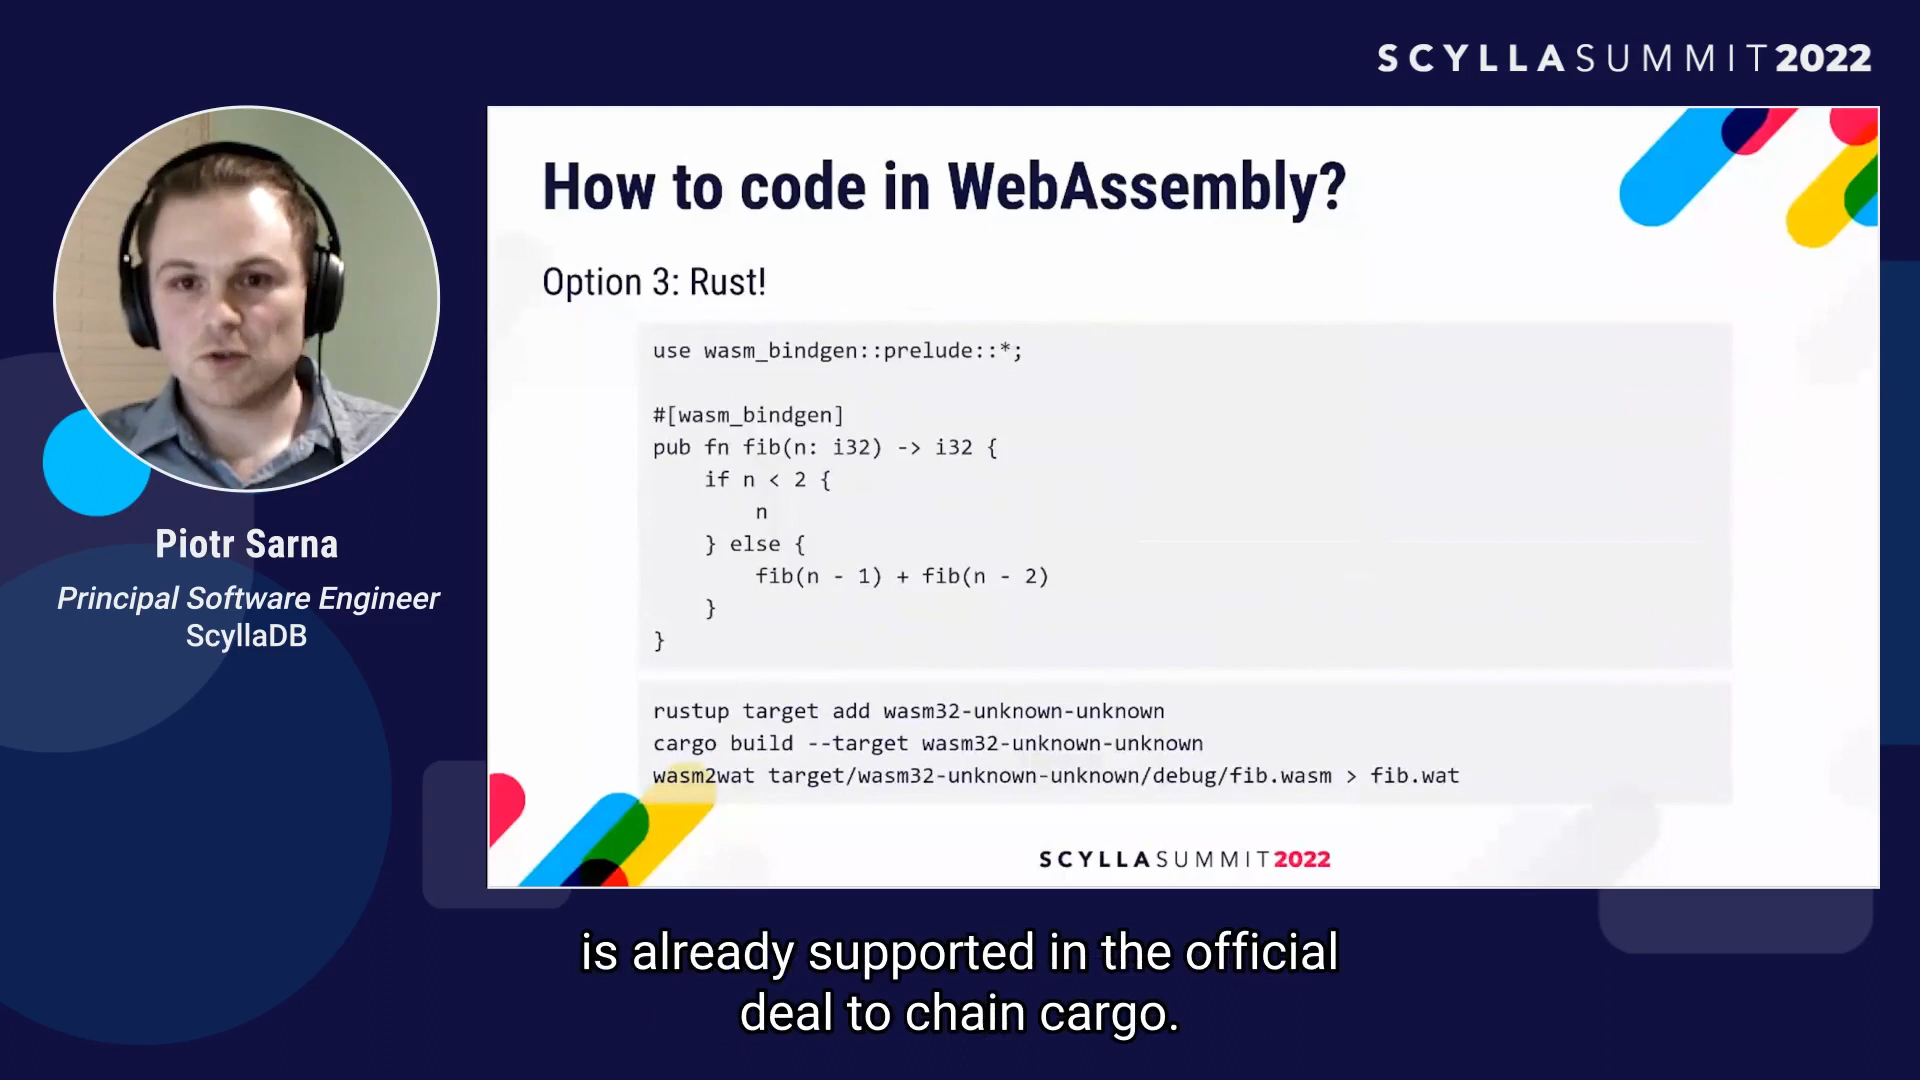 SCYLLASUMMIT2022
How to code in WebAssembly?
Option 3: Rust!
use wasm_bindgen::prelude::*;
#[wasm_bindgen]
pub fn fib(n: i32) -> i32 {
    if n < 2 {
        n
    } else {
        fib(n - 1) + fib(n - 2)
    }
}
rustup target add wasm32-unknown-unknown
cargo build --target wasm32-unknown-unknown
wasm2wat target/wasm32-unknown-unknown/debug/fib.wasm > fib.wat
SCYLLASUMMIT2022
Piotr Sarna
Principal Software Engineer
ScyllaDB
is already supported in the official
deal to chain cargo.